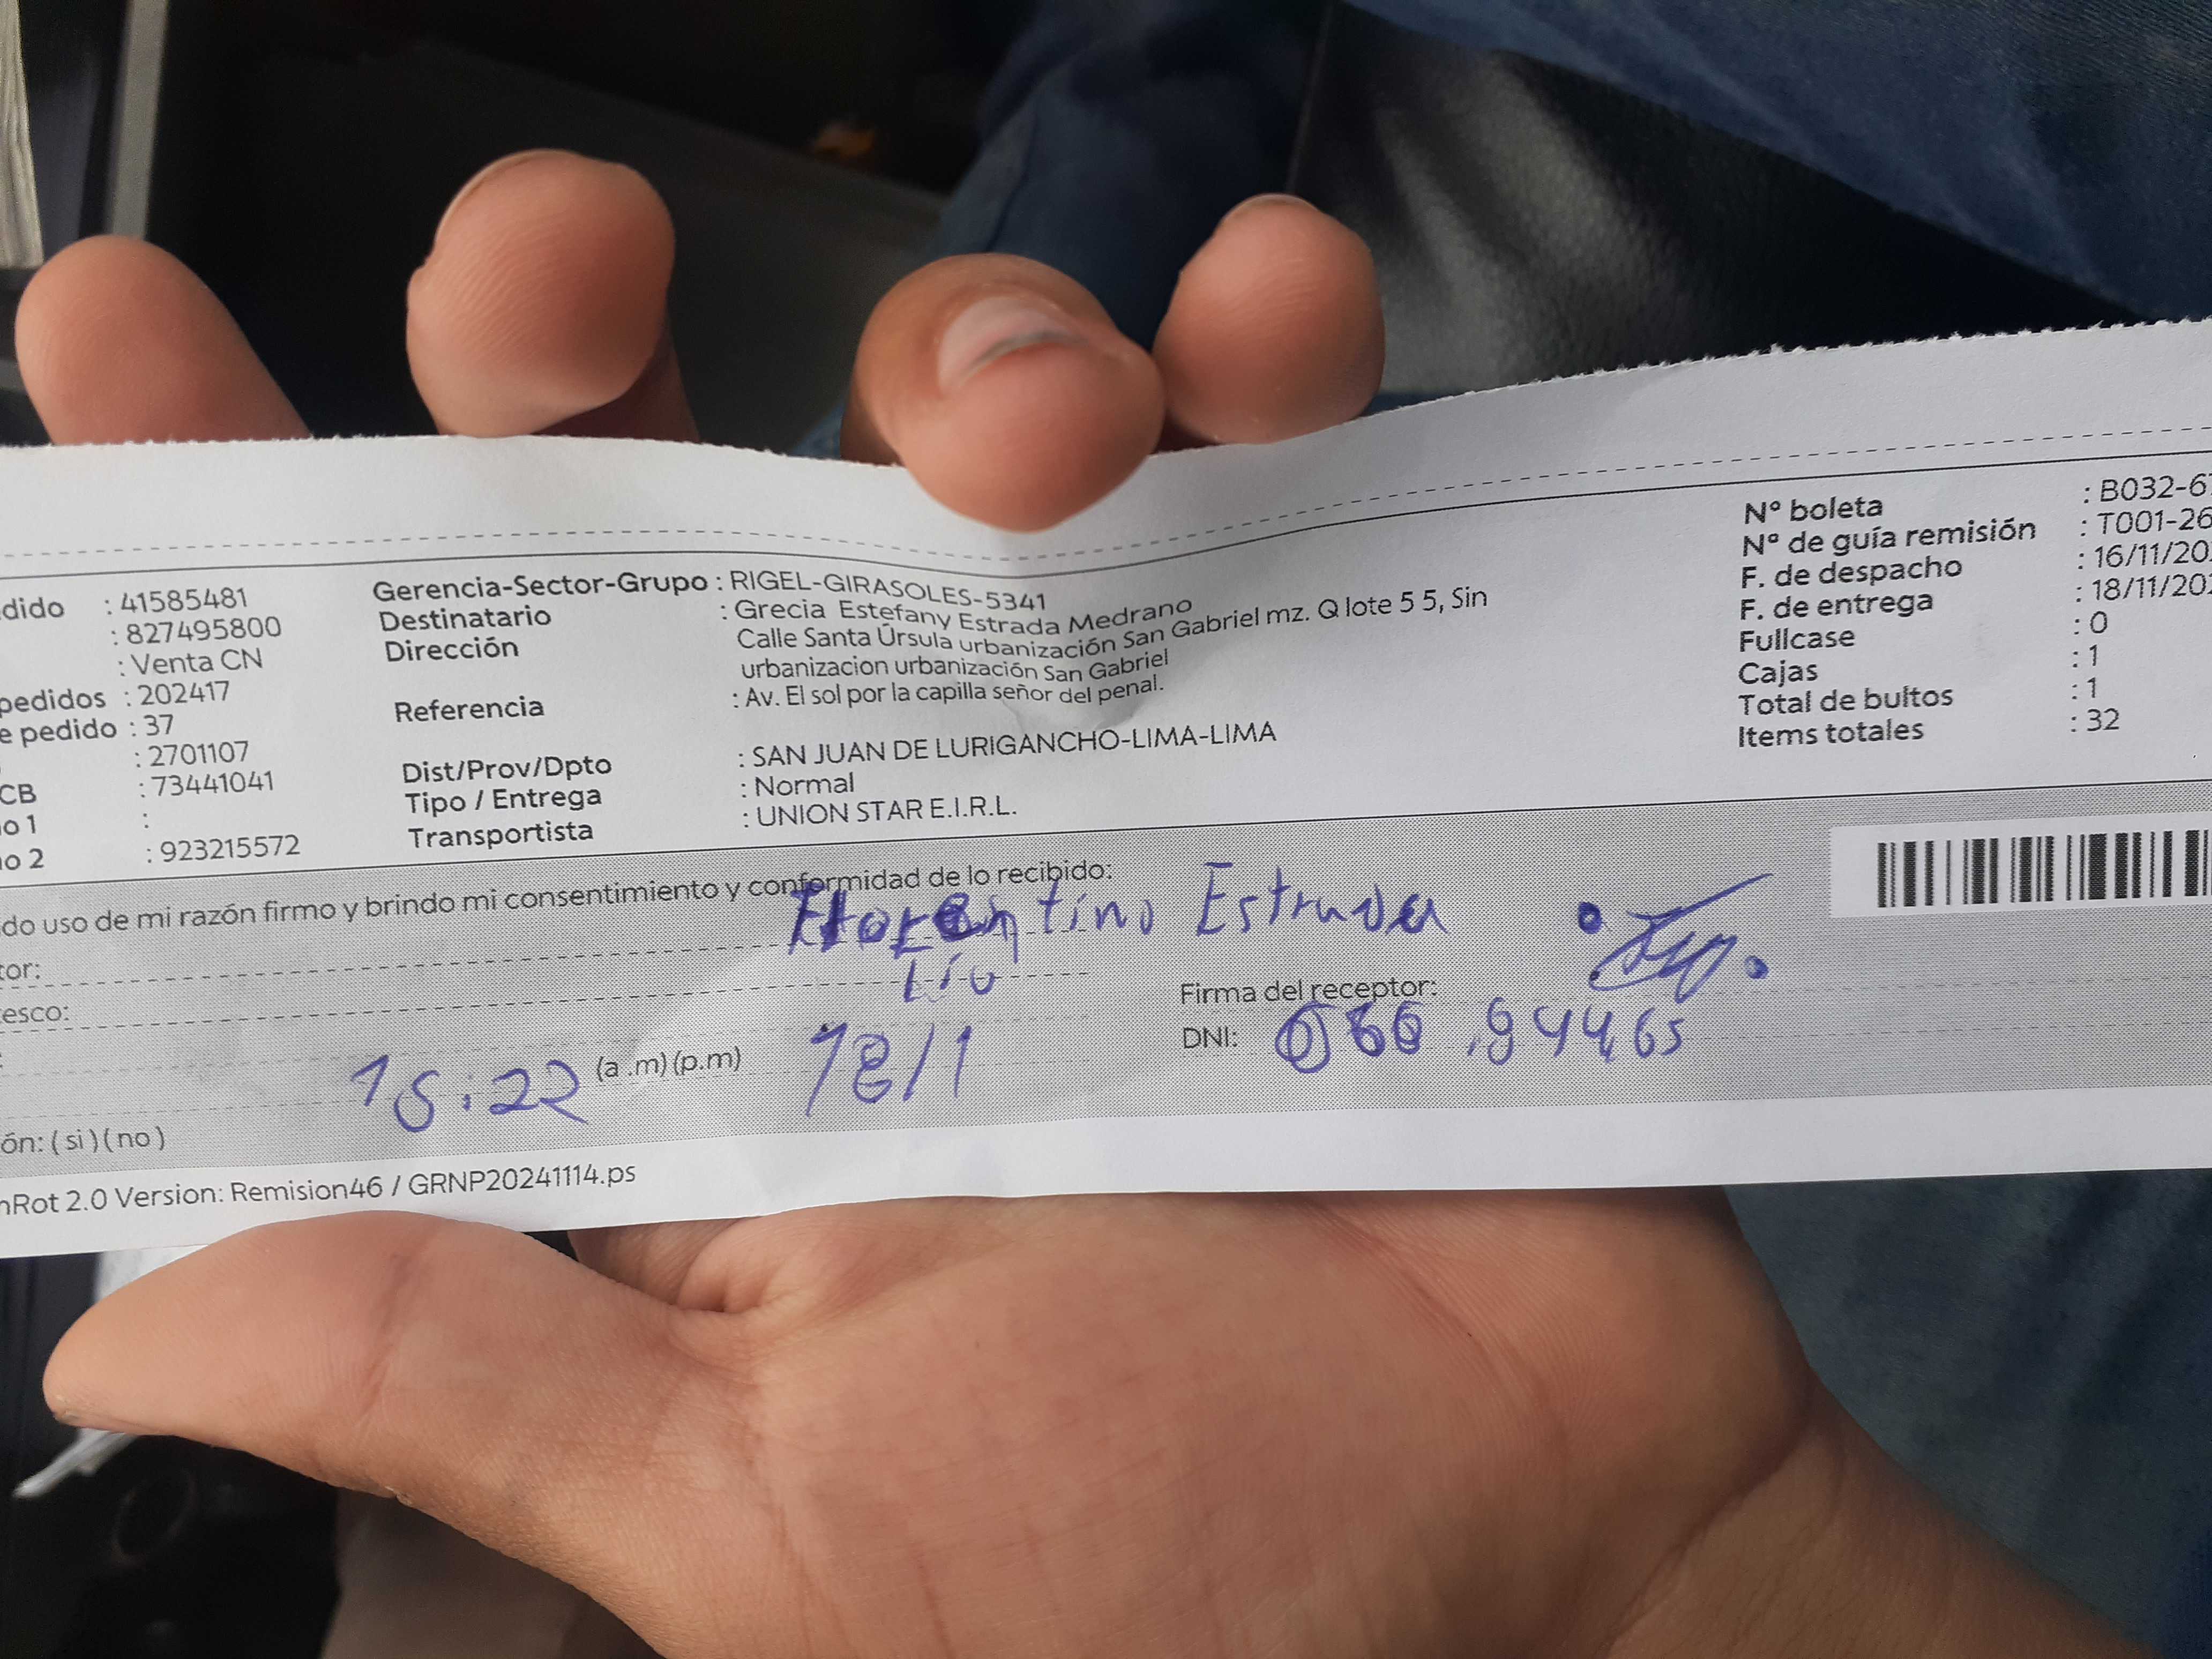 dido : 41585481
: 827495800
: Venta CN
pedidos : 202417
e pedido : 37
: 2701107
CB : 73441041
o 1 :
o 2 : 923215572
Gerencia-Sector-Grupo : RIGEL-GIRASOLES-5341
Destinatario : Grecia Estefany Estrada Medrano
Dirección Calle Santa Úrsula urbanización San Gabriel mz. Q lote 5 5, Sin
urbanizacion urbanización San Gabriel
Referencia : Av. El sol por la capilla señor del penal.
Dist/Prov/Dpto : SAN JUAN DE LURIGANCHO-LIMA-LIMA
Tipo / Entrega : Normal
Transportista : UNION STAR E.I.R.L.
Nº boleta : B032-6
Nº de guía remisión : T001-26
F. de despacho : 16/11/20
F. de entrega : 18/11/20
Fullcase : 0
Cajas : 1
Total de bultos : 1
Items totales : 32
do uso de mi razón firmo y brindo mi consentimiento y conformidad de lo recibido:
tor: Florentino Estrada
esco: tio
Firma del receptor:
15:22 (a .m) (p.m) 18/1
DNI:
ón: ( si ) ( no )
nRot 2.0 Version: Remision46 / GRNP20241114.ps